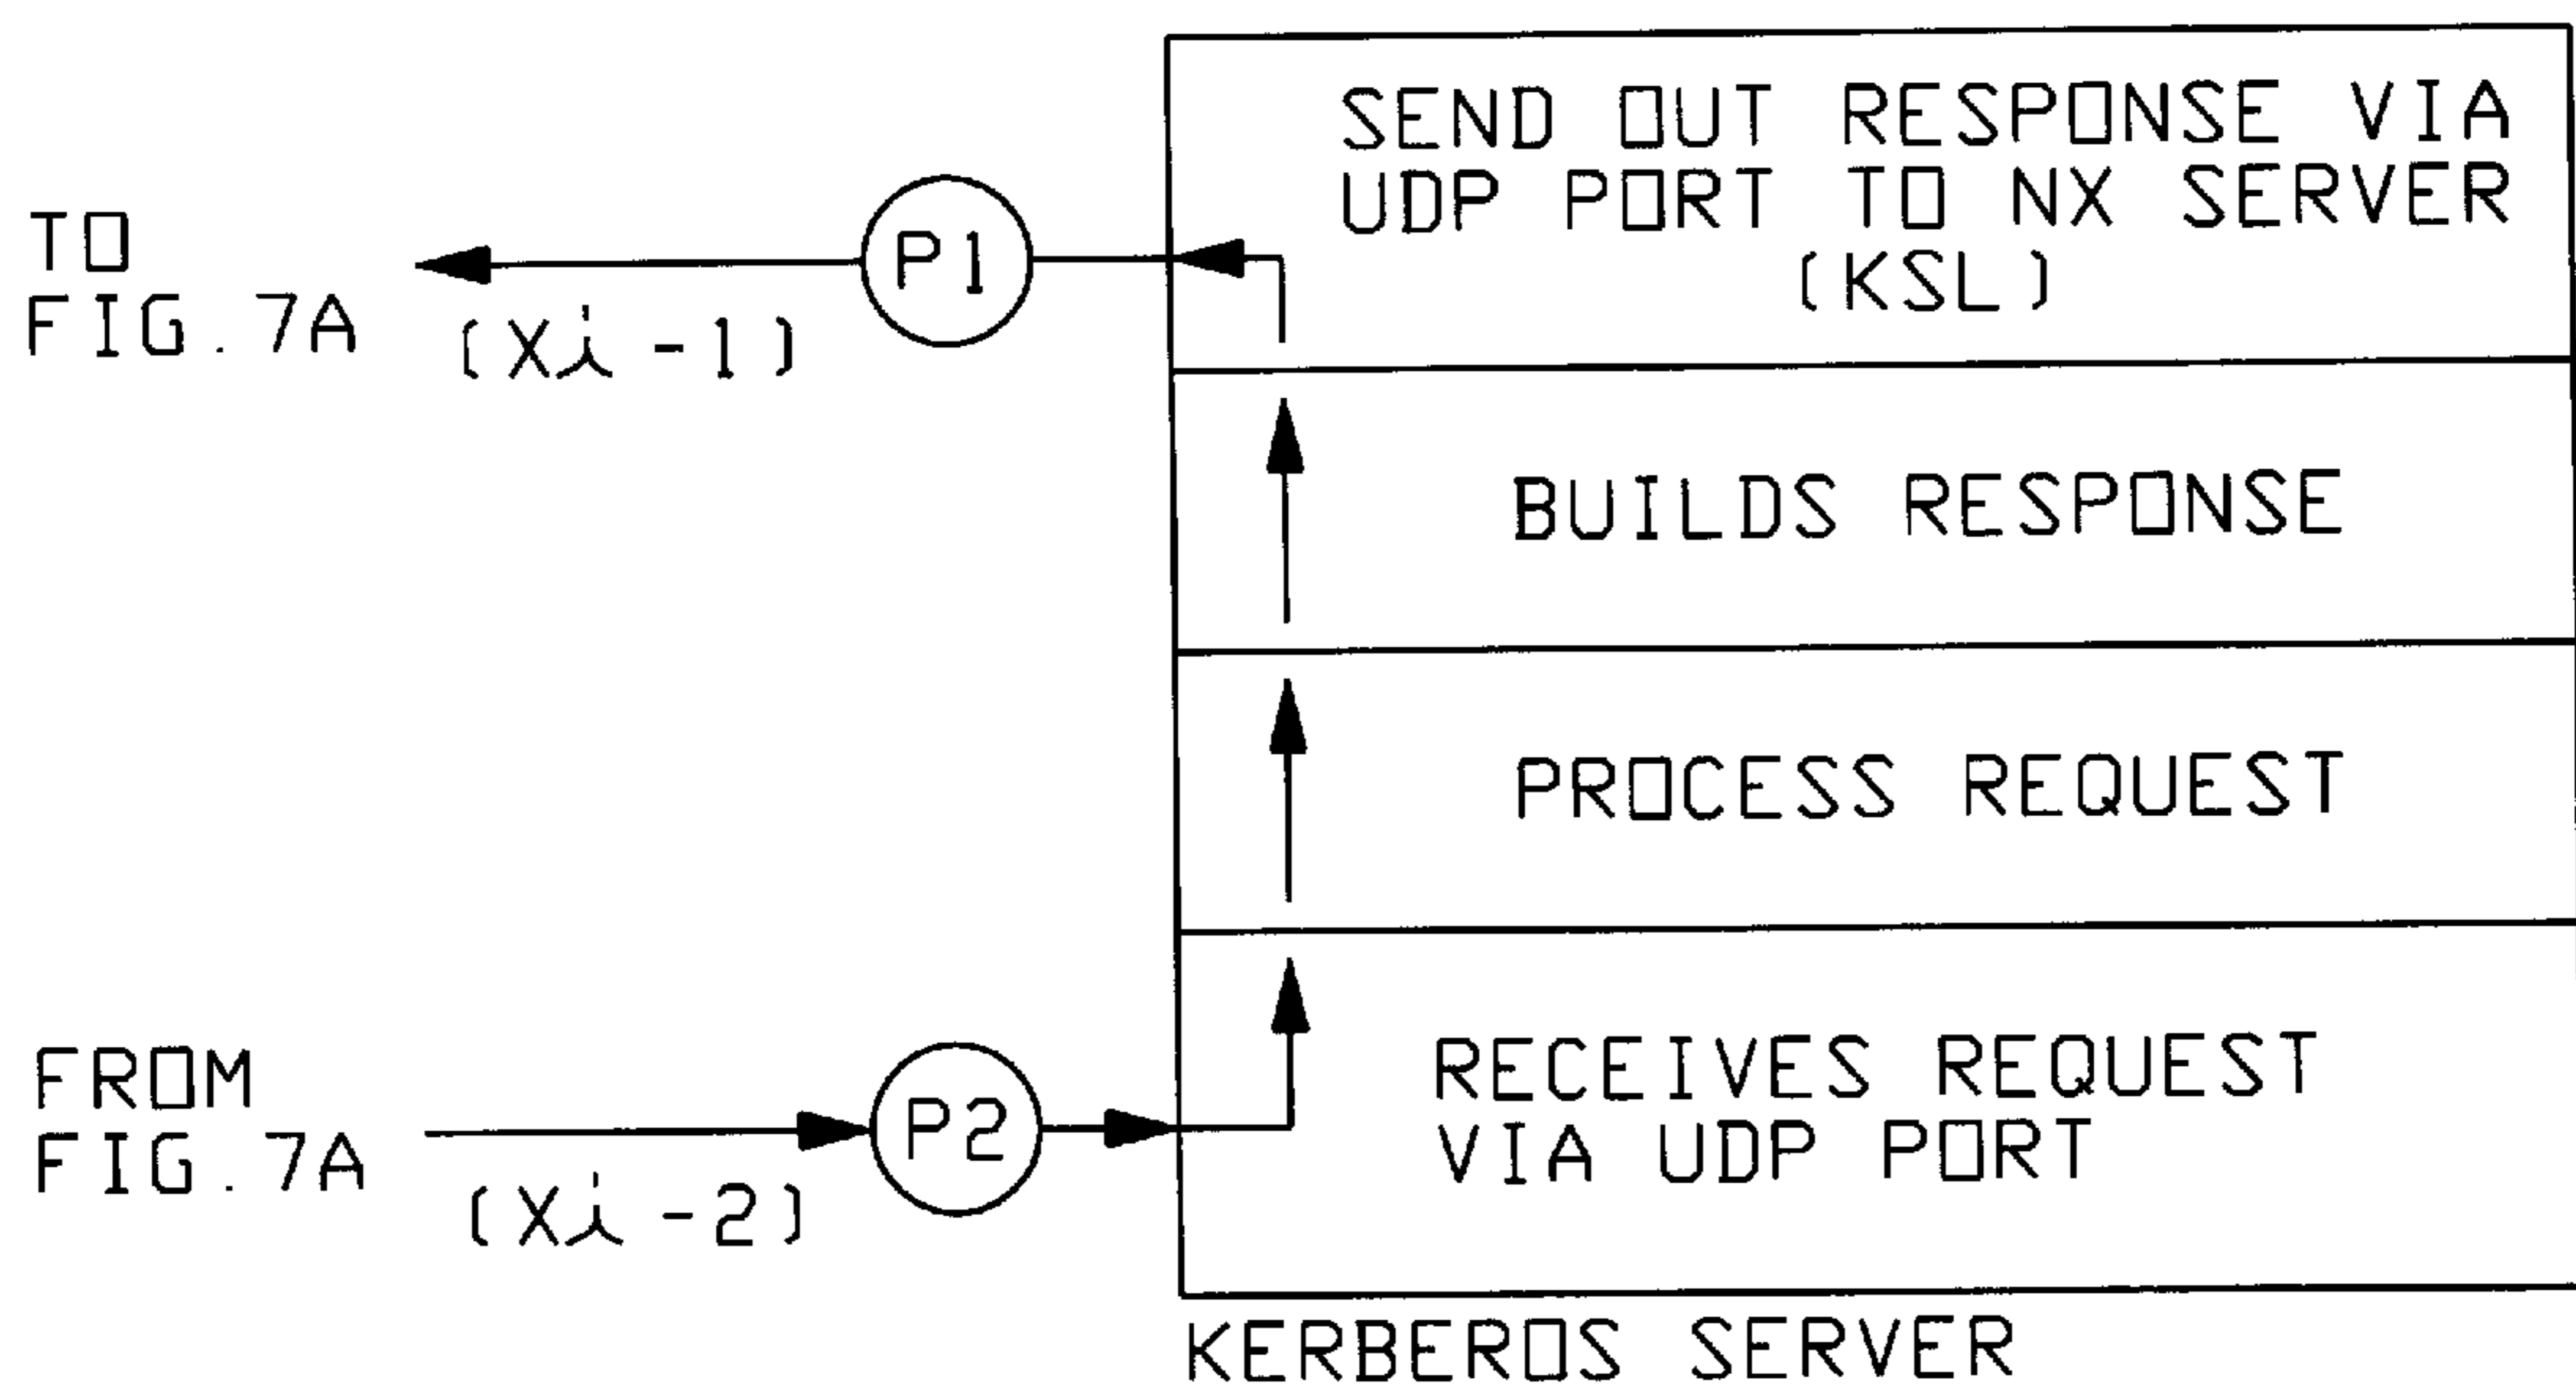 SEND OUT RESPONSE VIA
UDP PORT TO NX SERVER
(KSL)
TO
FIG.7A
P1
(Xi-1)
BUILDS RESPONSE
PROCESS REQUEST
RECEIVES REQUEST
VIA UDP PORT
FROM
FIG.7A
P2
(Xi-2)
KERBEROS SERVER